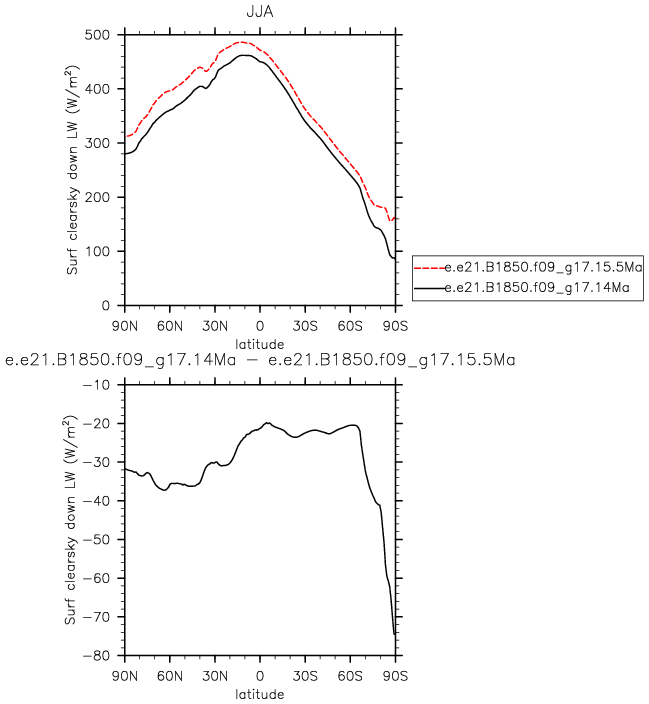 JJA
Surf clearsky down LW (W/m²)
500
400
300
200
100
0
90N 60N 30N 0 30S 60S 90S
latitude
e.e21.B1850.f09_g17.15.5Ma
e.e21.B1850.f09_g17.14Ma
e.e21.B1850.f09_g17.14Ma − e.e21.B1850.f09_g17.15.5Ma
Surf clearsky down LW (W/m²)
−10
−20
−30
−40
−50
−60
−70
−80
90N 60N 30N 0 30S 60S 90S
latitude